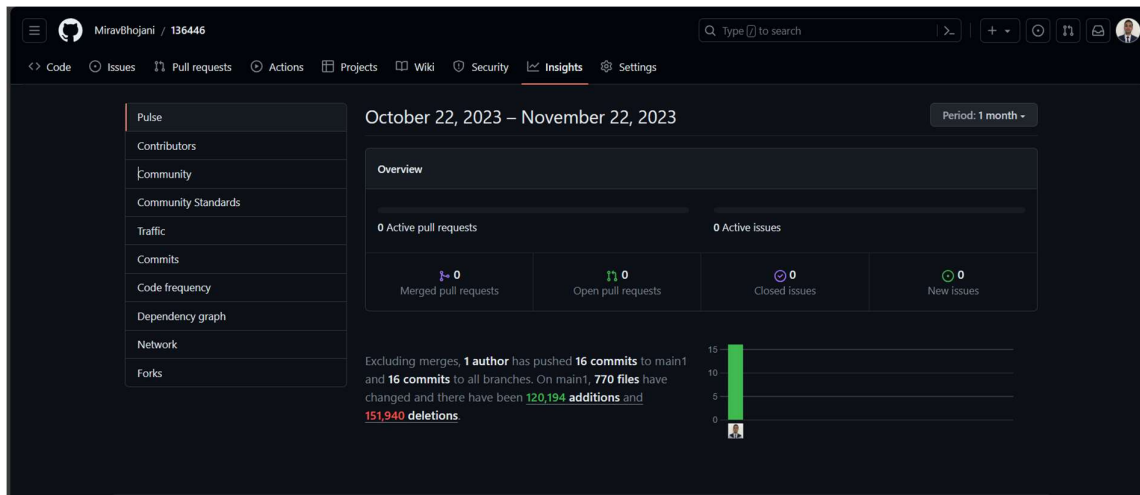 MiravBhojani / 136446
Type / to search
Code Issues Pull requests Actions Projects Wiki Security Insights Settings
Pulse
Contributors
Community
Community Standards
Traffic
Commits
Code frequency
Dependency graph
Network
Forks
October 22, 2023 – November 22, 2023
Period: 1 month
Overview
0 Active pull requests
0 Active issues
0
Merged pull requests
0
Open pull requests
0
Closed issues
0
New issues
Excluding merges, 1 author has pushed 16 commits to main1
and 16 commits to all branches. On main1, 770 files have
changed and there have been 120,194 additions and
151,940 deletions.
15
10
5
0